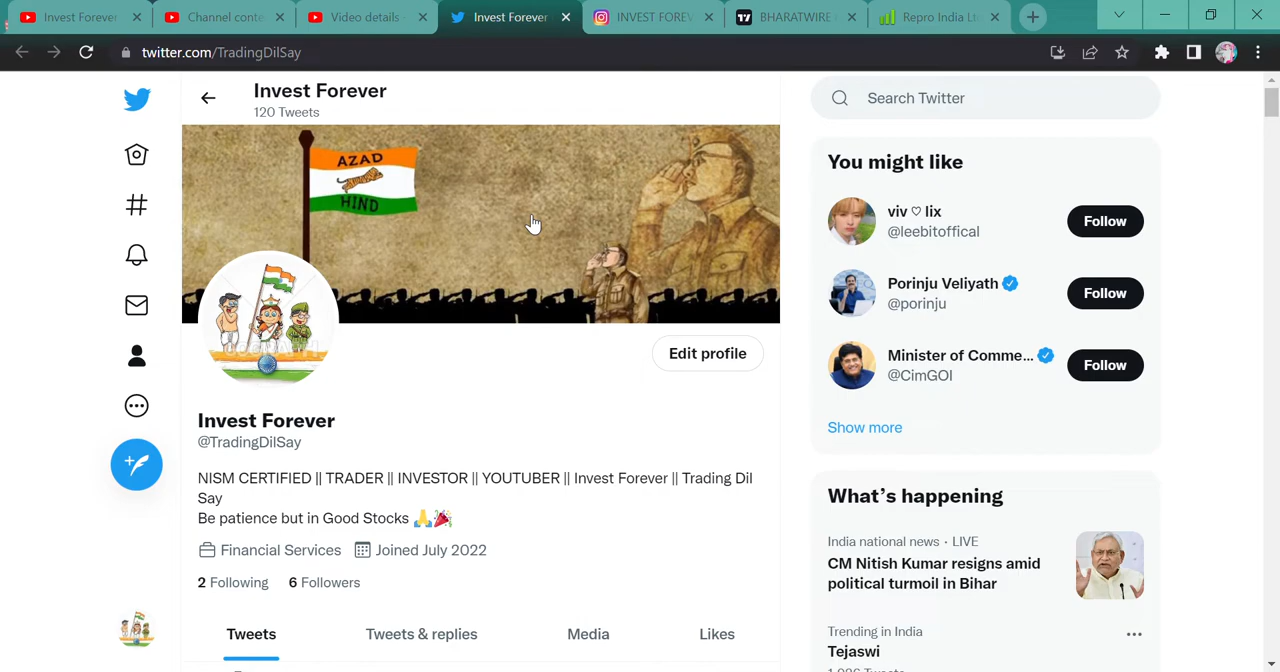 Invest Forever
Channel conte
Video details
Invest Forever
INVEST FOREV
BHARATWIRE
Repro India Lt
twitter.com/TradingDilSay
Invest Forever
120 Tweets
Search Twitter
AZAD
HIND
You might like
viv ♡ lix
@leebitoffical
Follow
Porinju Veliyath
@porinju
Follow
Edit profile
Minister of Comme...
@CimGOI
Follow
Show more
Invest Forever
@TradingDilSay
NISM CERTIFIED || TRADER || INVESTOR || YOUTUBER || Invest Forever || Trading Dil
Say
Be patience but in Good Stocks 🙏🎉
Financial Services
Joined July 2022
2 Following
6 Followers
What's happening
India national news · LIVE
CM Nitish Kumar resigns amid
political turmoil in Bihar
Trending in India
Tejaswi
Tweets
Tweets & replies
Media
Likes